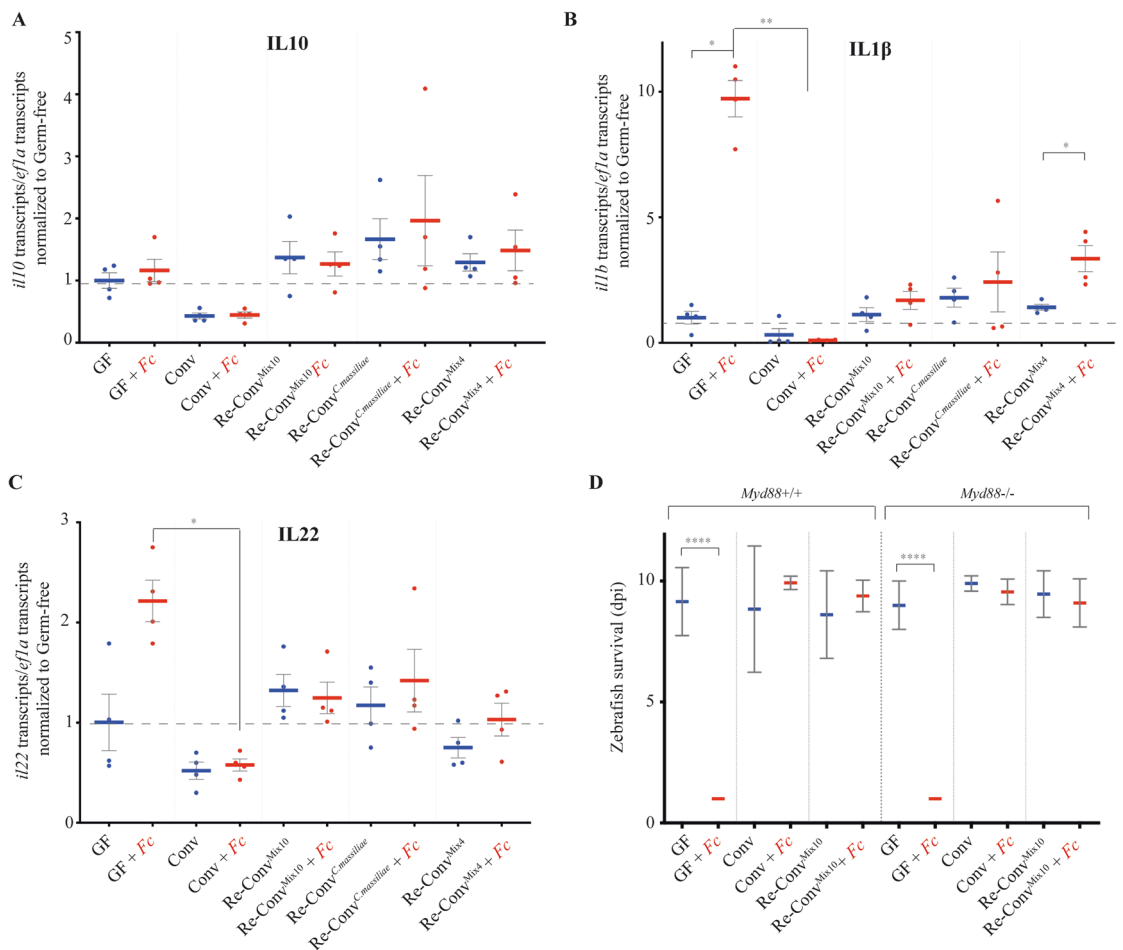 A
IL10
il10 transcripts/ef1a transcripts
normalized to Germ-free
5
4
3
2
1
0
GF
GF + Fc
Conv
Conv + Fc
Re-ConvMix10
Re-ConvMix10 Fc
Re-ConvC.massiliae
Re-ConvC.massiliae + Fc
Re-ConvMix4
Re-ConvMix4 + Fc
B
IL1β
il1b transcripts/ef1a transcripts
normalized to Germ-free
10
5
0
*
**
*
GF
GF + Fc
Conv
Conv + Fc
Re-ConvMix10
Re-ConvMix10 + Fc
Re-ConvC.massiliae
Re-ConvC.massiliae + Fc
Re-ConvMix4
Re-ConvMix4 + Fc
C
IL22
il22 transcripts/ef1a transcripts
normalized to Germ-free
3
2
1
0
*
GF
GF + Fc
Conv
Conv + Fc
Re-ConvMix10
Re-ConvMix10 + Fc
Re-ConvC.massiliae
Re-ConvC.massiliae + Fc
Re-ConvMix4
Re-ConvMix4 + Fc
D
Myd88+/+
Myd88-/-
Zebrafish survival (dpi)
10
5
0
****
****
GF
GF + Fc
Conv
Conv + Fc
Re-ConvMix10
Re-ConvMix10+ Fc
GF
GF + Fc
Conv
Conv + Fc
Re-ConvMix10
Re-ConvMix10 + Fc